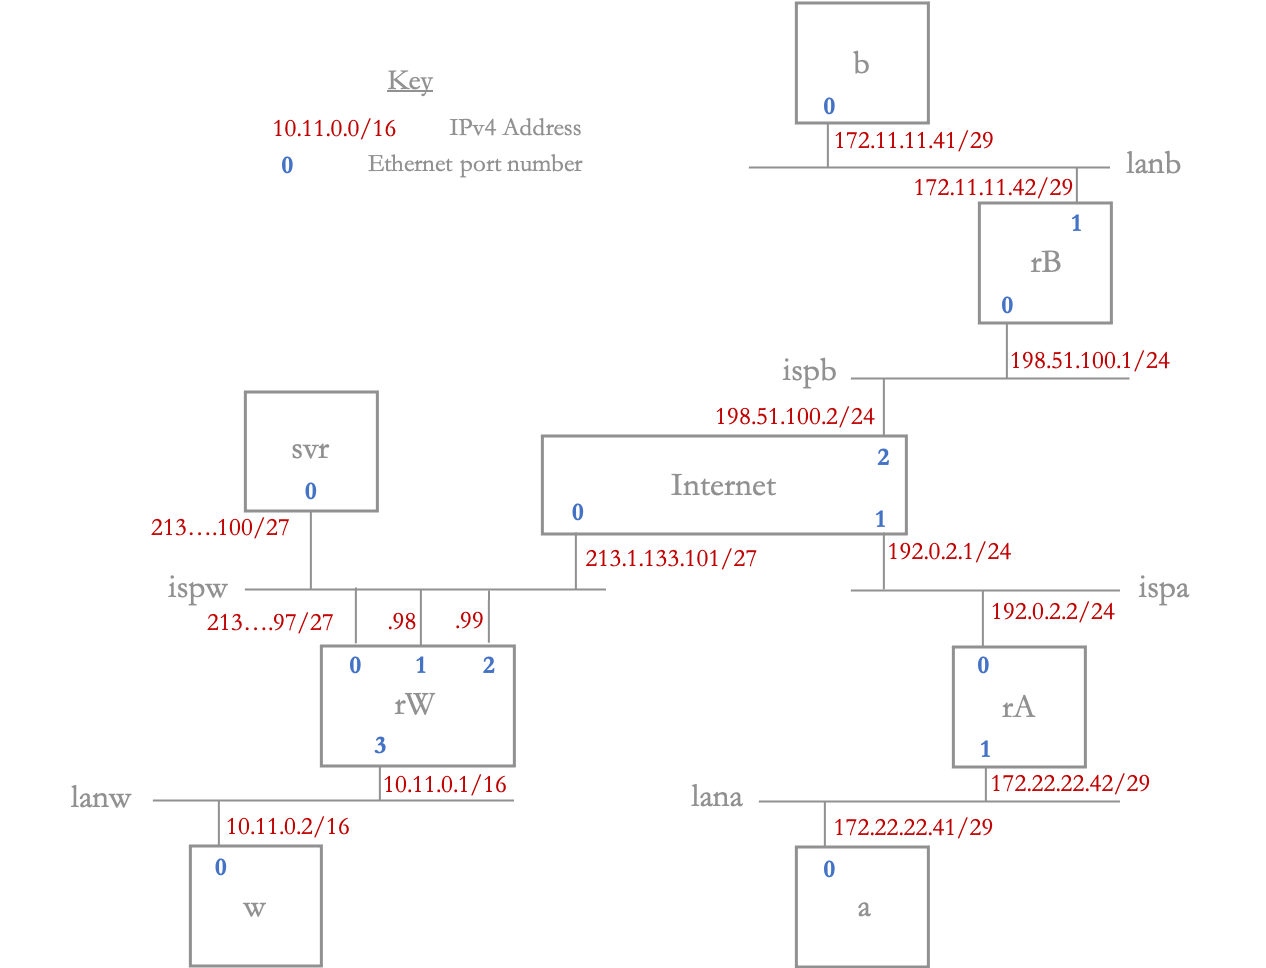 b
0
Key
10.11.0.0/16 IPv4 Address
0 Ethernet port number
172.11.11.41/29
lanb
172.11.11.42/29
1
rB
0
198.51.100.1/24
ispb
198.51.100.2/24
svr
0
2
Internet
0
1
213….100/27
213.1.133.101/27
192.0.2.1/24
ispw
ispa
213….97/27 .98 .99
192.0.2.2/24
0 1 2
rW
3
0
rA
1
10.11.0.1/16
172.22.22.42/29
lanw
lana
10.11.0.2/16
172.22.22.41/29
0
w
0
a